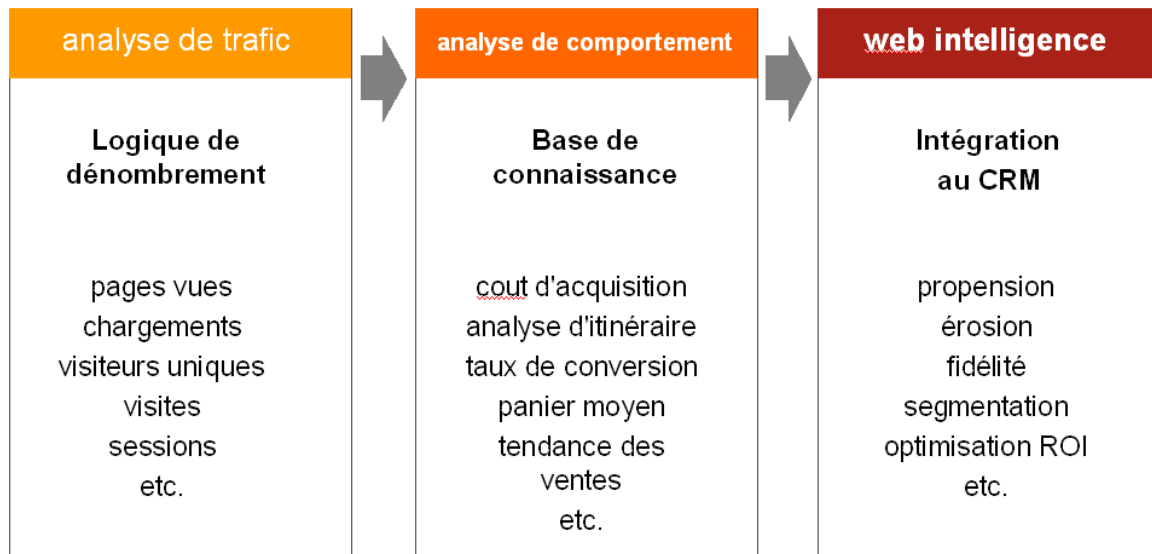 analyse de trafic
Logique de
dénombrement
pages vues
chargements
visiteurs uniques
visites
sessions
etc.
analyse de comportement
Base de
connaissance
cout d'acquisition
analyse d'itinéraire
taux de conversion
panier moyen
tendance des
ventes
etc.
web intelligence
Intégration
au CRM
propension
érosion
fidélité
segmentation
optimisation ROI
etc.